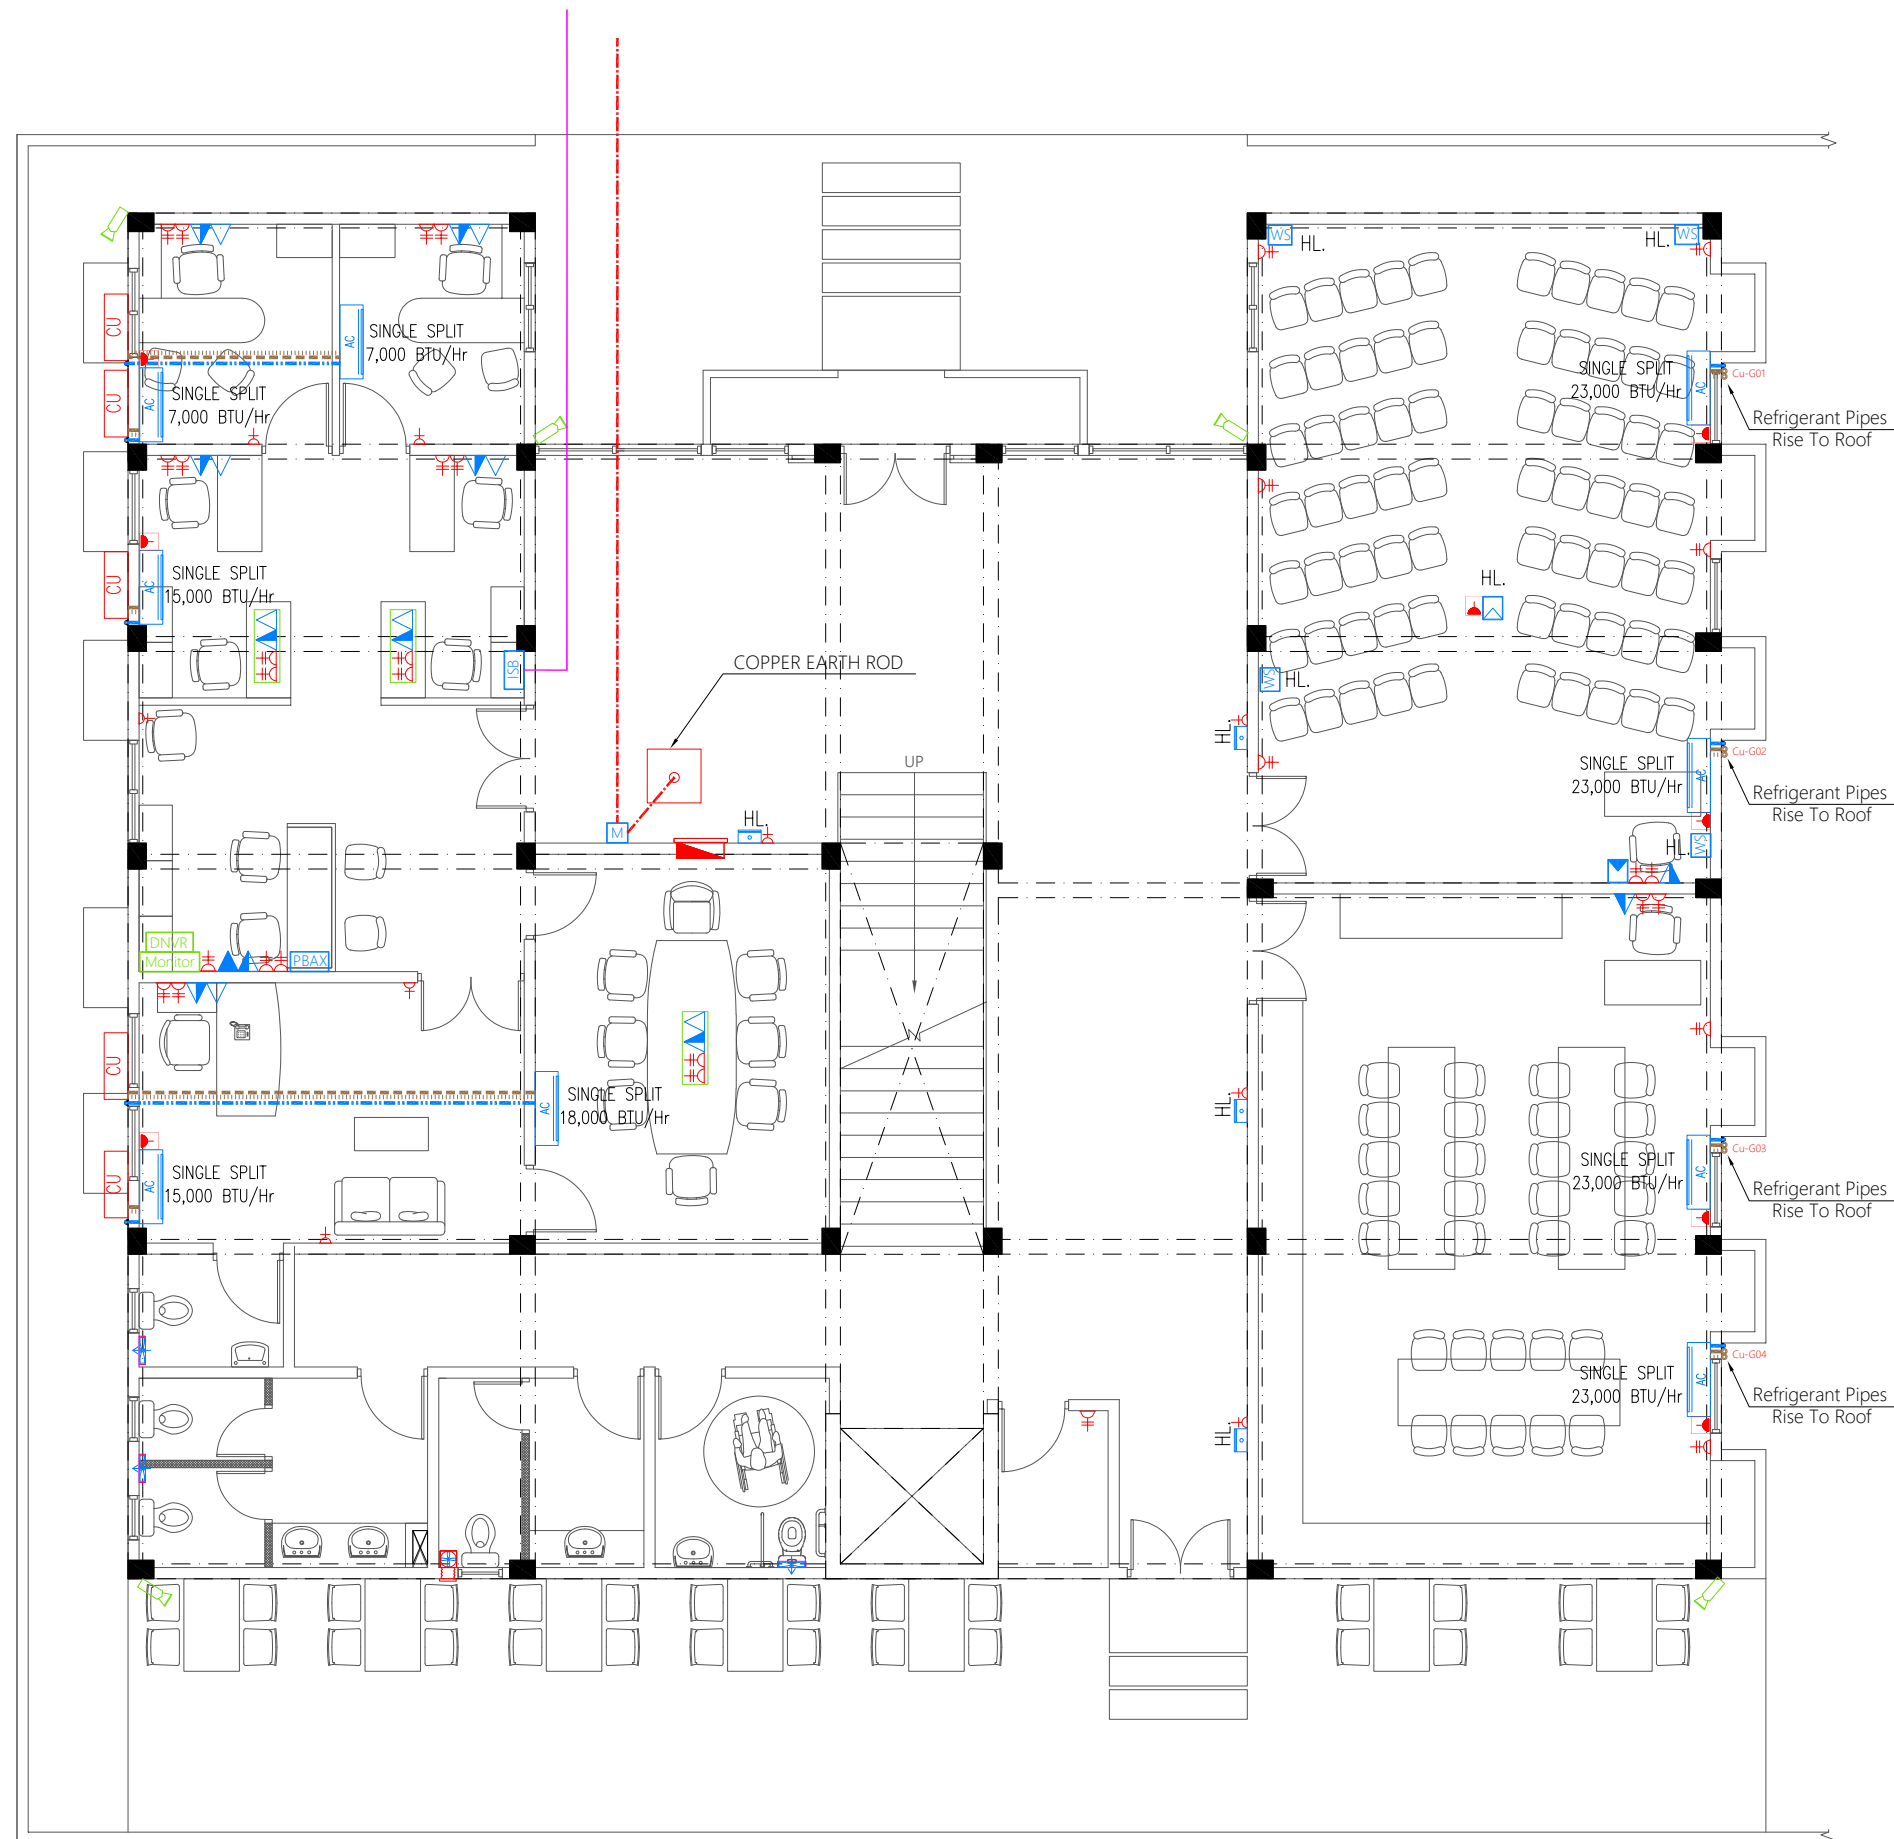 WS
HL.
HL.
WS
CU
AC
SINGLE SPLIT
7,000 BTU/Hr
CU
AC
SINGLE SPLIT
7,000 BTU/Hr
SINGLE SPLIT
23,000 BTU/Hr
AC
Cu-G01
Refrigerant Pipes
Rise To Roof
CU
AC
SINGLE SPLIT
15,000 BTU/Hr
HL.
ISB
COPPER EARTH ROD
WS
HL.
HL.
UP
SINGLE SPLIT
23,000 BTU/Hr
AC
Cu-G02
Refrigerant Pipes
Rise To Roof
M
HL.
HL.
WS
DNVR
Monitor
PBAX
CU
AC
SINGLE SPLIT
18,000 BTU/Hr
HL.
CU
AC
SINGLE SPLIT
15,000 BTU/Hr
SINGLE SPLIT
23,000 BTU/Hr
AC
Cu-G03
Refrigerant Pipes
Rise To Roof
SINGLE SPLIT
23,000 BTU/Hr
AC
Cu-G04
Refrigerant Pipes
Rise To Roof
HL.